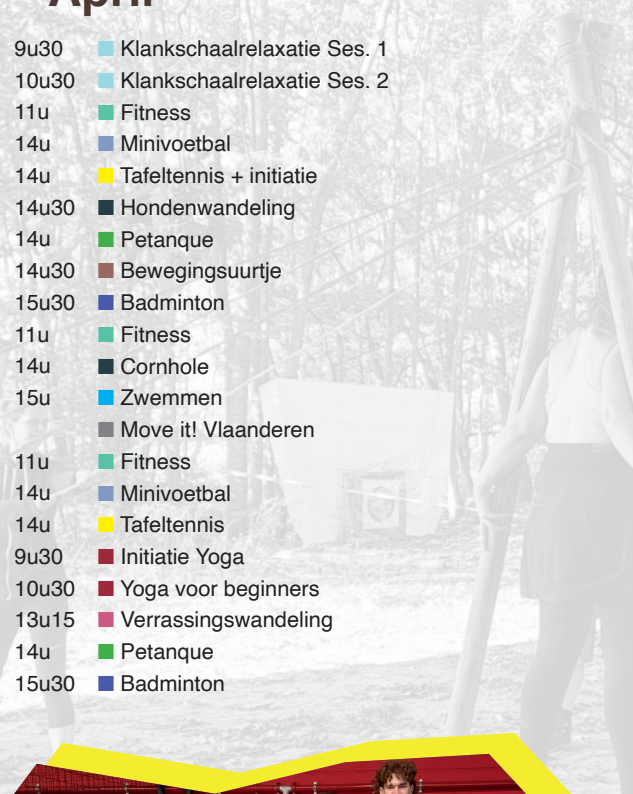 April
9u30 Klankschaalrelaxatie Ses. 1
10u30 Klankschaalrelaxatie Ses. 2
11u Fitness
14u Minivoetbal
14u Tafeltennis + initiatie
14u30 Hondenwandeling
14u Petanque
14u30 Bewegingsuurtje
15u30 Badminton
11u Fitness
14u Cornhole
15u Zwemmen
Move it! Vlaanderen
11u Fitness
14u Minivoetbal
14u Tafeltennis
9u30 Initiatie Yoga
10u30 Yoga voor beginners
13u15 Verrassingswandeling
14u Petanque
15u30 Badminton